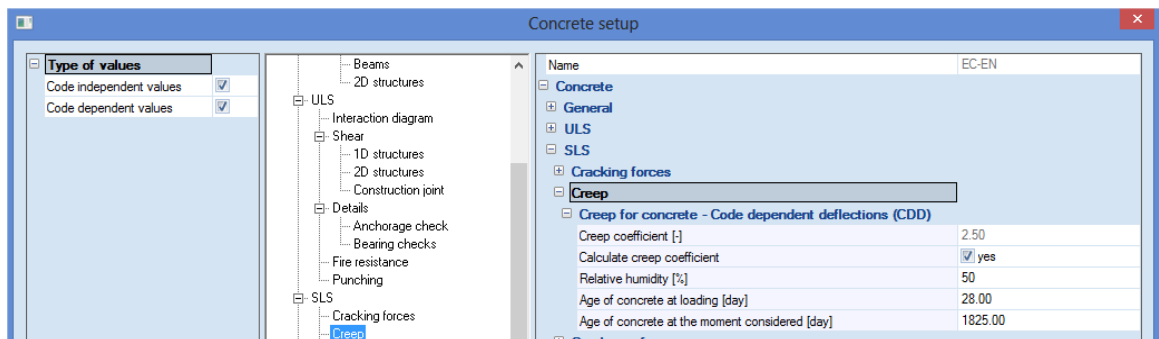 Concrete setup
Type of values
Code independent values
Code dependent values
Beams
2D structures
ULS
Interaction diagram
Shear
1D structures
2D structures
Construction joint
Details
Anchorage check
Bearing checks
Fire resistance
Punching
SLS
Cracking forces
Creep
Name EC-EN
Concrete
General
ULS
SLS
Cracking forces
Creep
Creep for concrete - Code dependent deflections (CDD)
Creep coefficient [-] 2.50
Calculate creep coefficient yes
Relative humidity [%] 50
Age of concrete at loading [day] 28.00
Age of concrete at the moment considered [day] 1825.00